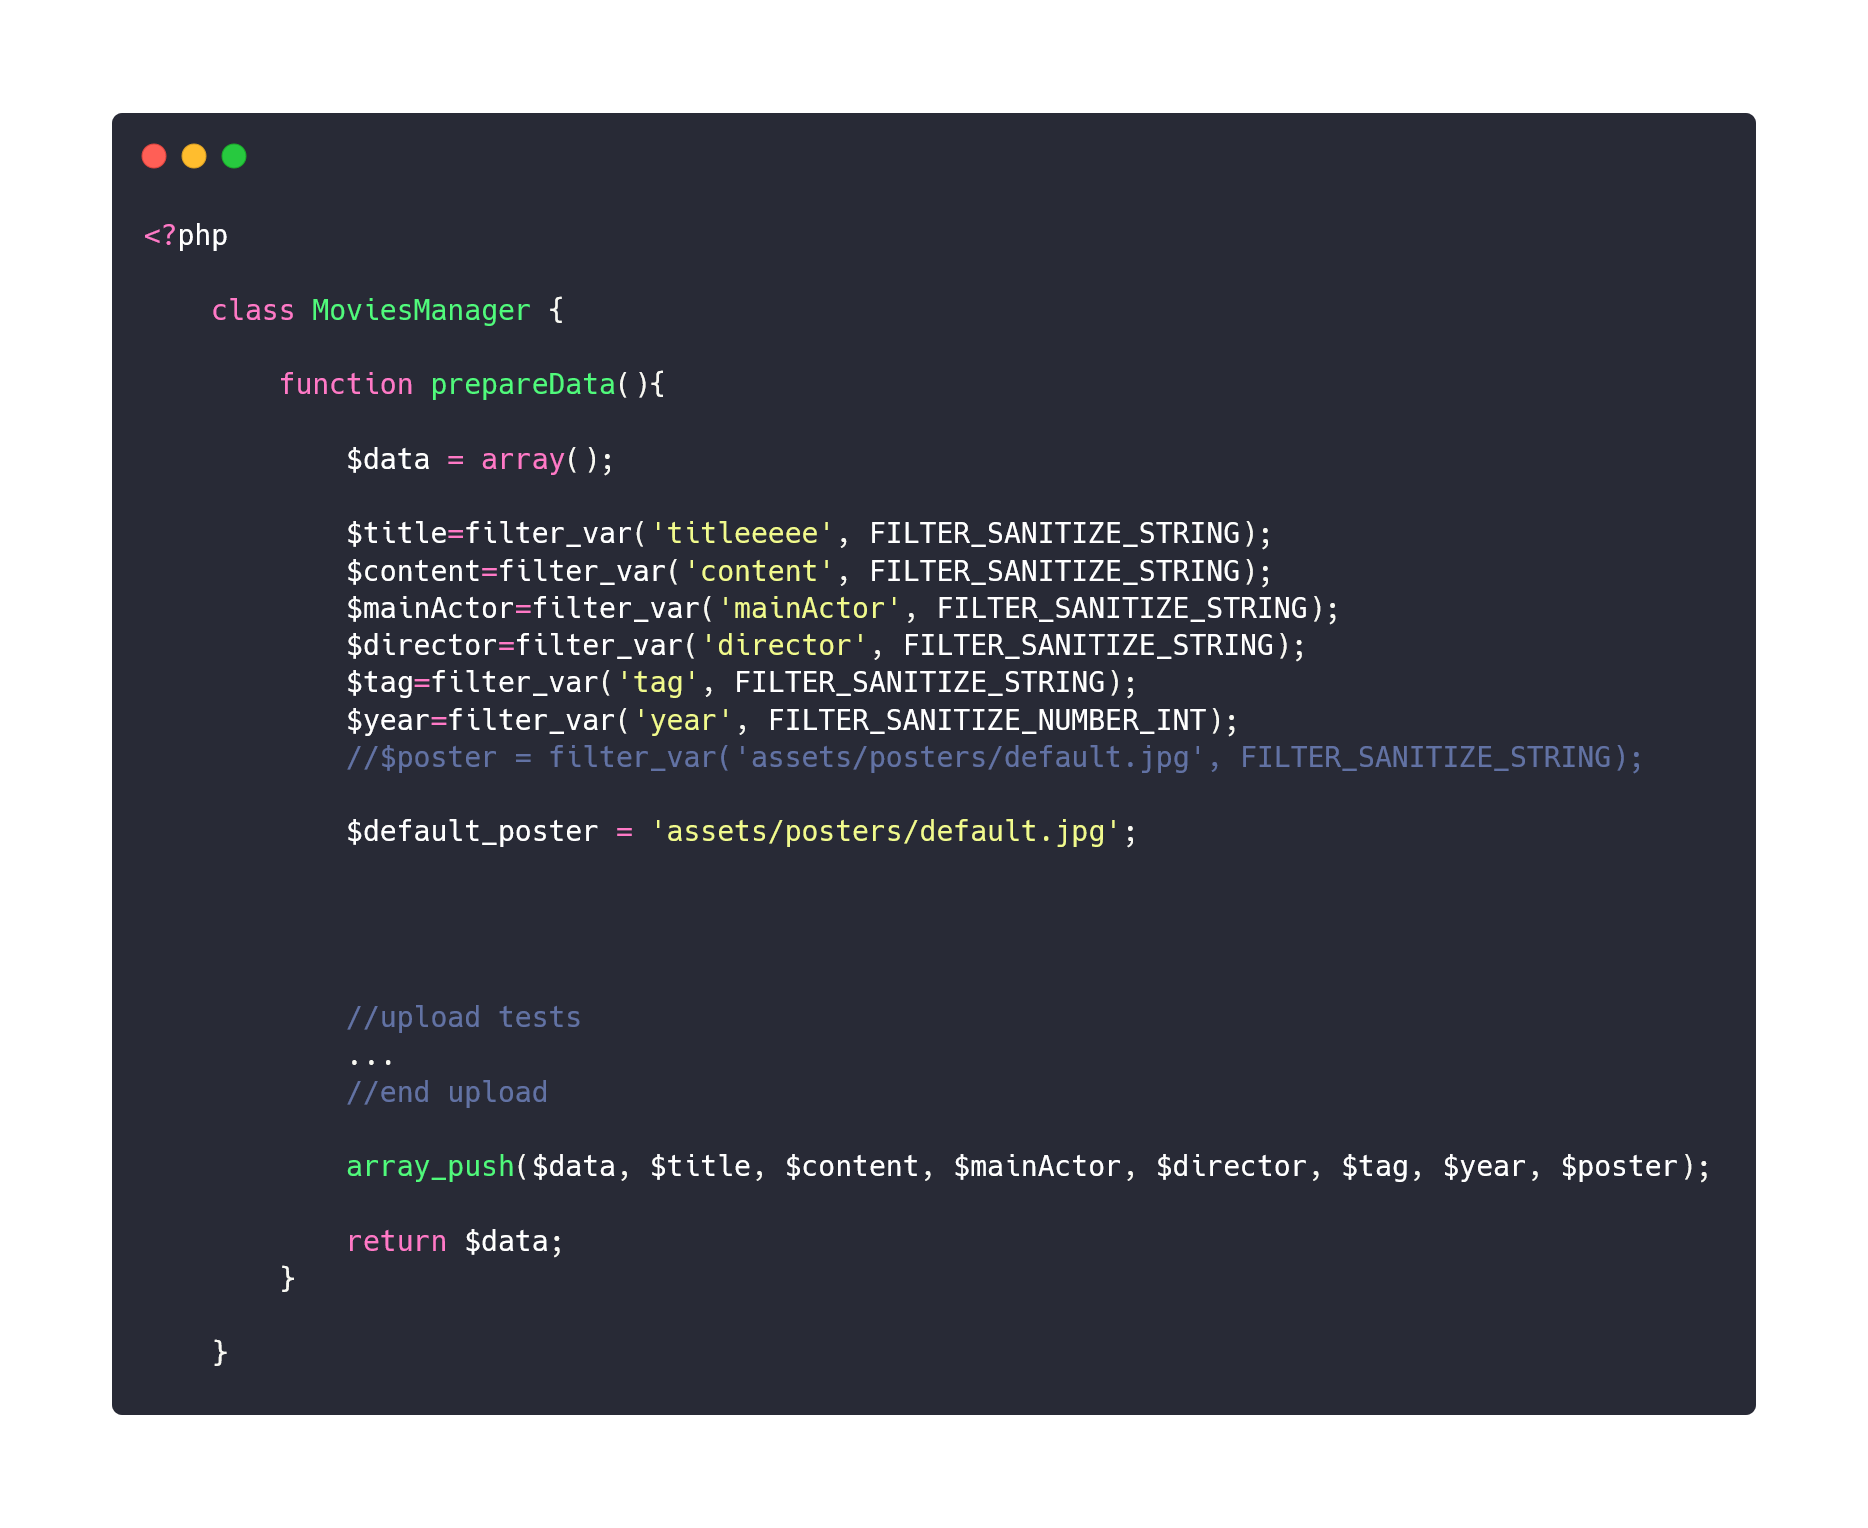 <?php
class MoviesManager {
function prepareData(){
$data = array();
$title=filter_var('titleeeee', FILTER_SANITIZE_STRING);
$content=filter_var('content', FILTER_SANITIZE_STRING);
$mainActor=filter_var('mainActor', FILTER_SANITIZE_STRING);
$director=filter_var('director', FILTER_SANITIZE_STRING);
$tag=filter_var('tag', FILTER_SANITIZE_STRING);
$year=filter_var('year', FILTER_SANITIZE_NUMBER_INT);
//$poster = filter_var('assets/posters/default.jpg', FILTER_SANITIZE_STRING);
$default_poster = 'assets/posters/default.jpg';
//upload tests
...
//end upload
array_push($data, $title, $content, $mainActor, $director, $tag, $year, $poster);
return $data;
}
}